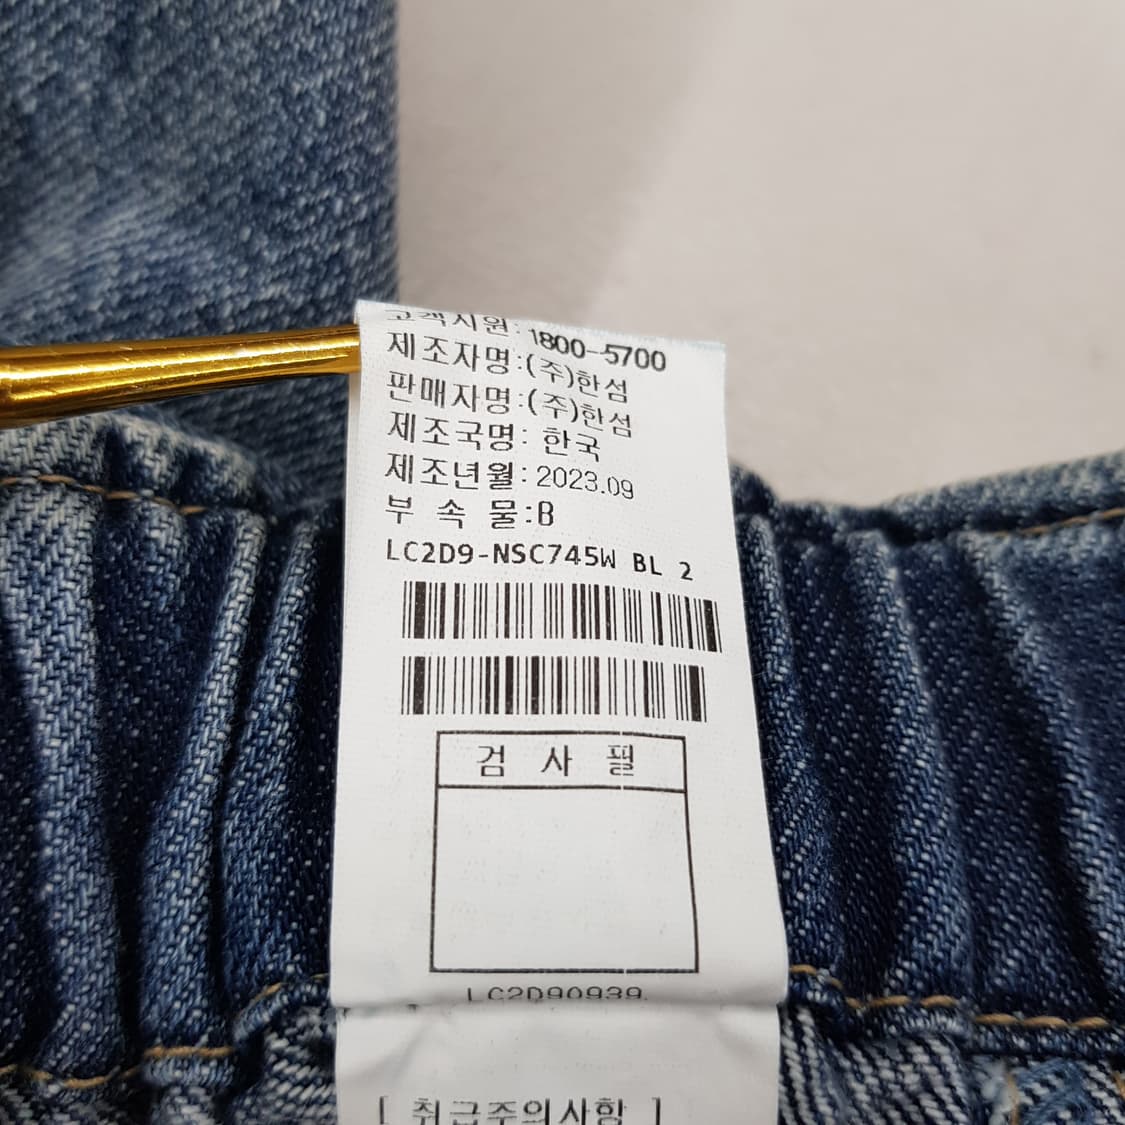 고객지원: 1800-5700
제조자명:(주)한섬
판매자명:(주)한섬
제조국명: 한국
제조년월: 2023.09
부 속 물:B
LC2D9-NSC745W BL 2
검 사 필
LC2D90939
[ 취급주의사항 ]